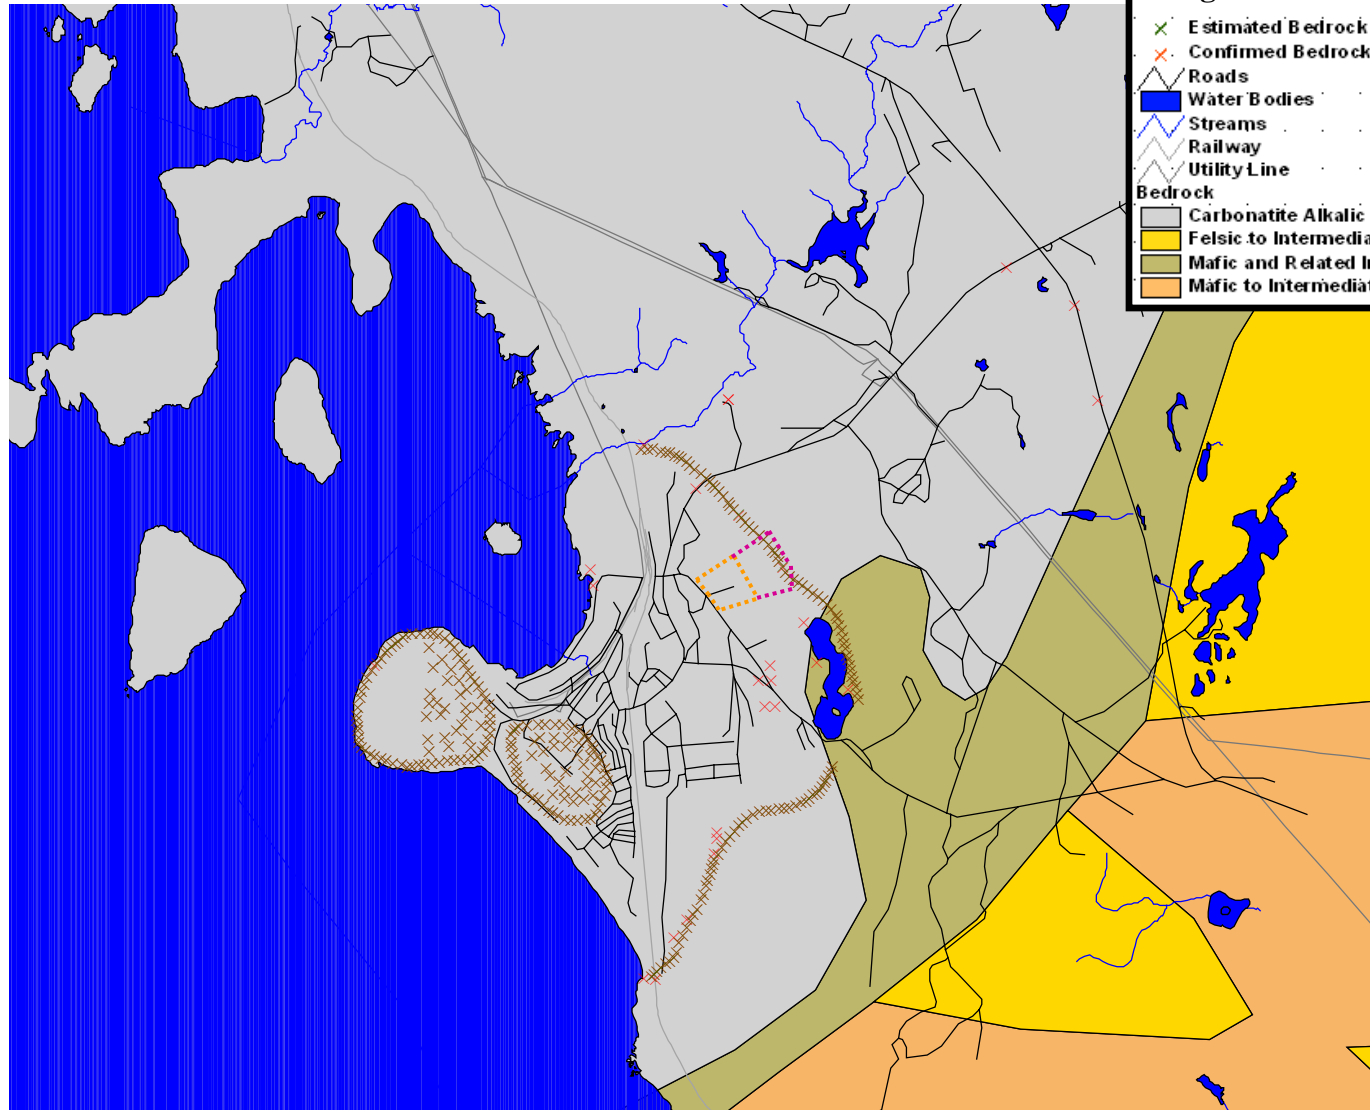 Estimated Bedrock
Confirmed Bedrock
Roads
Water Bodies
Streams
Railway
Utility Line
Bedrock
Carbonatite Alkalic
Felsic to Intermedia
Mafic and Related I
Mafic to Intermediat